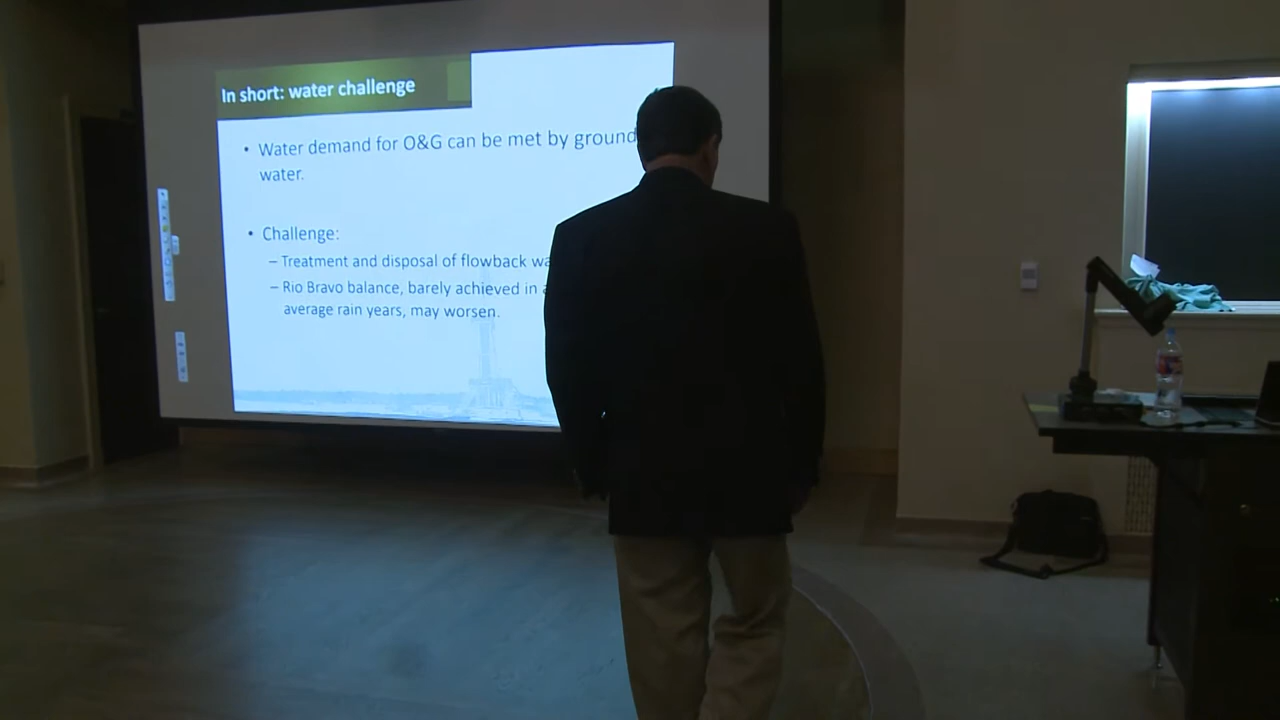 In short: water challenge
• Water demand for O&G can be met by ground
water.
• Challenge:
– Treatment and disposal of flowback
– Rio Bravo balance, barely achieved in
average rain years, may worsen.